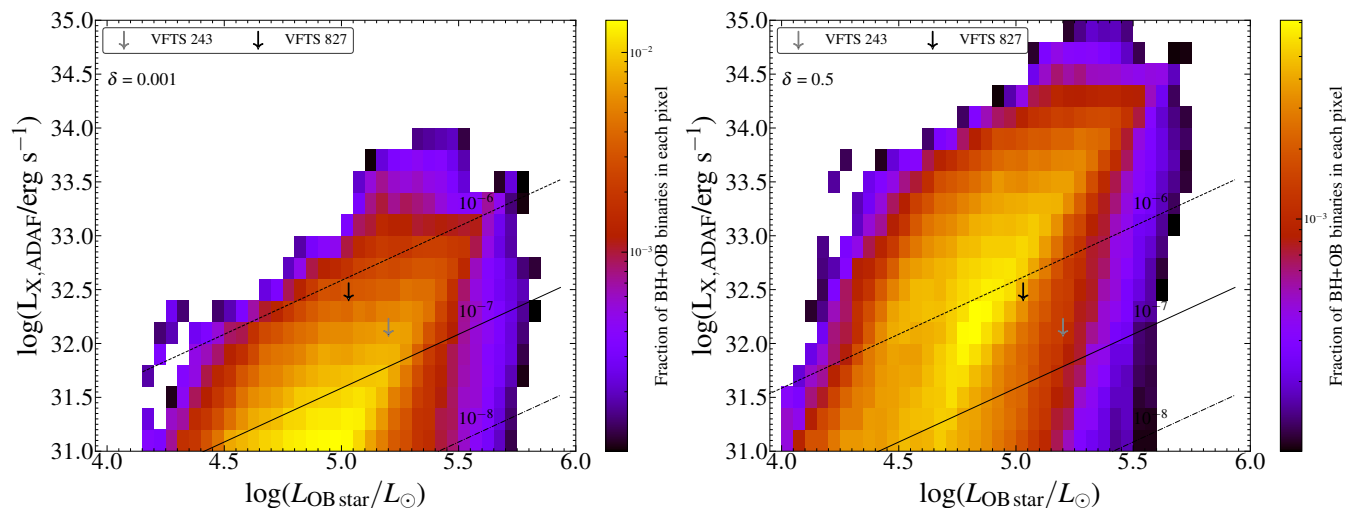 35.0
34.5
34.0
33.5
33.0
32.5
32.0
31.5
31.0
log(L_X,ADAF/erg s⁻¹)
VFTS 243 VFTS 827
δ = 0.001
10⁻⁶
10⁻⁷
10⁻⁸
4.0 4.5 5.0 5.5 6.0
log(L_OB star/L_⊙)
10⁻²
10⁻³
Fraction of BH+OB binaries in each pixel
35.0
34.5
34.0
33.5
33.0
32.5
32.0
31.5
31.0
log(L_X,ADAF/erg s⁻¹)
VFTS 243 VFTS 827
δ = 0.5
10⁻⁶
10⁻⁷
10⁻⁸
4.0 4.5 5.0 5.5 6.0
log(L_OB star/L_⊙)
10⁻³
Fraction of BH+OB binaries in each pixel